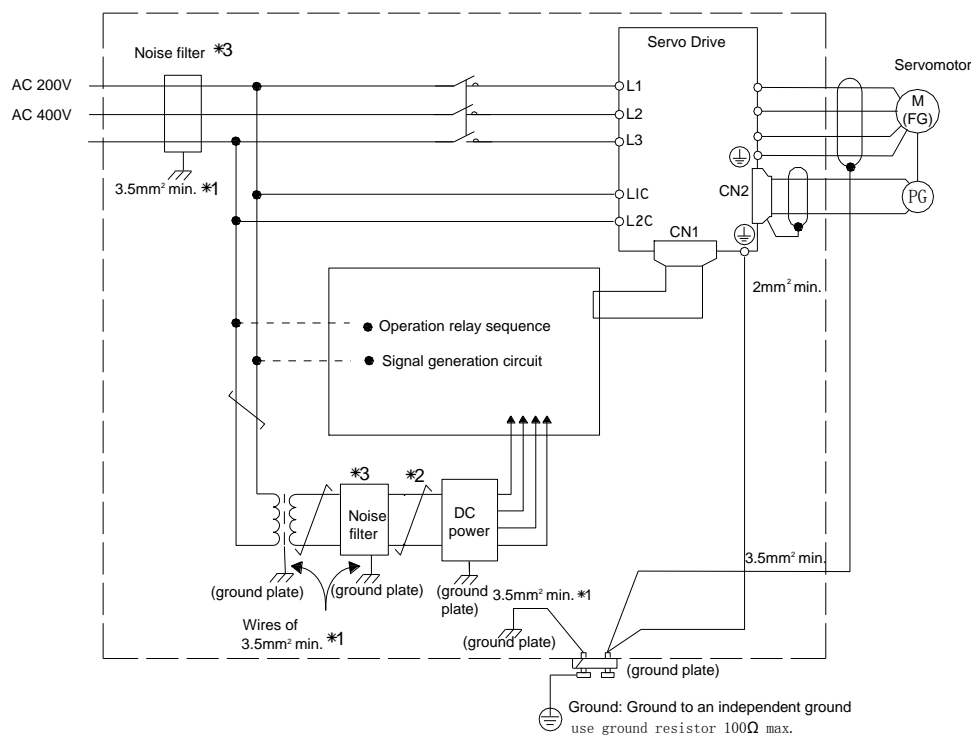 Servo Drive
Noise filter *3
Servomotor
AC 200V
L1
M
(FG)
AC 400V
L2
L3
3.5mm² min. *1
CN2
PG
L1C
L2C
CN1
2mm² min.
Operation relay sequence
Signal generation circuit
*3
*2
Noise
filter
DC
power
3.5mm² min.
(ground plate)
(ground plate)
(ground
plate)
3.5mm² min. *1
Wires of
3.5mm² min. *1
(ground plate)
(ground plate)
Ground: Ground to an independent ground
use ground resistor 100Ω max.